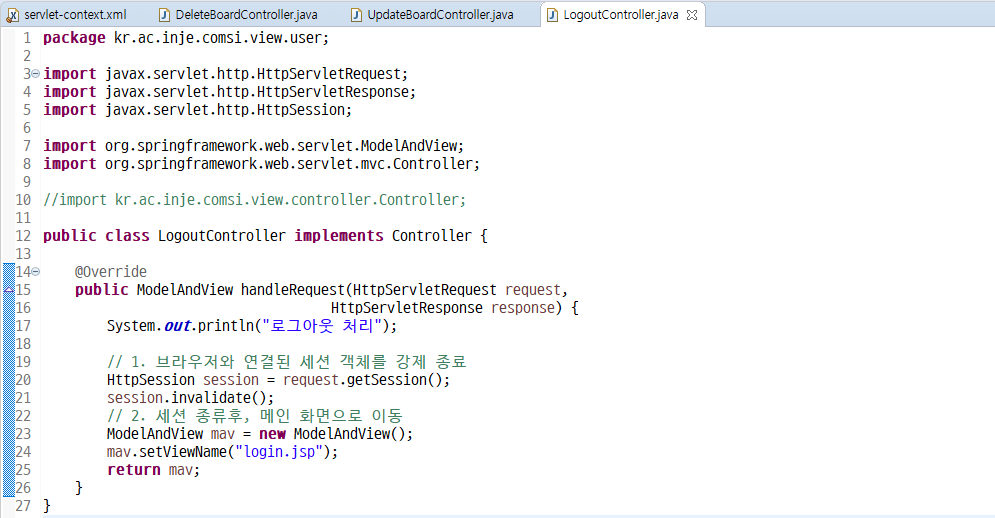 servlet-context.xml DeleteBoardController.java UpdateBoardController.java LogoutController.java
1 package kr.ac.inje.comsi.view.user;
2
3 import javax.servlet.http.HttpServletRequest;
4 import javax.servlet.http.HttpServletResponse;
5 import javax.servlet.http.HttpSession;
6
7 import org.springframework.web.servlet.ModelAndView;
8 import org.springframework.web.servlet.mvc.Controller;
9
10 //import kr.ac.inje.comsi.view.controller.Controller;
11
12 public class LogoutController implements Controller {
13
14     @Override
15     public ModelAndView handleRequest(HttpServletRequest request,
16                                 HttpServletResponse response) {
17         System.out.println("로그아웃 처리");
18
19         // 1. 브라우저와 연결된 세션 객체를 강제 종료
20         HttpSession session = request.getSession();
21         session.invalidate();
22         // 2. 세션 종류후, 메인 화면으로 이동
23         ModelAndView mav = new ModelAndView();
24         mav.setViewName("login.jsp");
25         return mav;
26     }
27 }